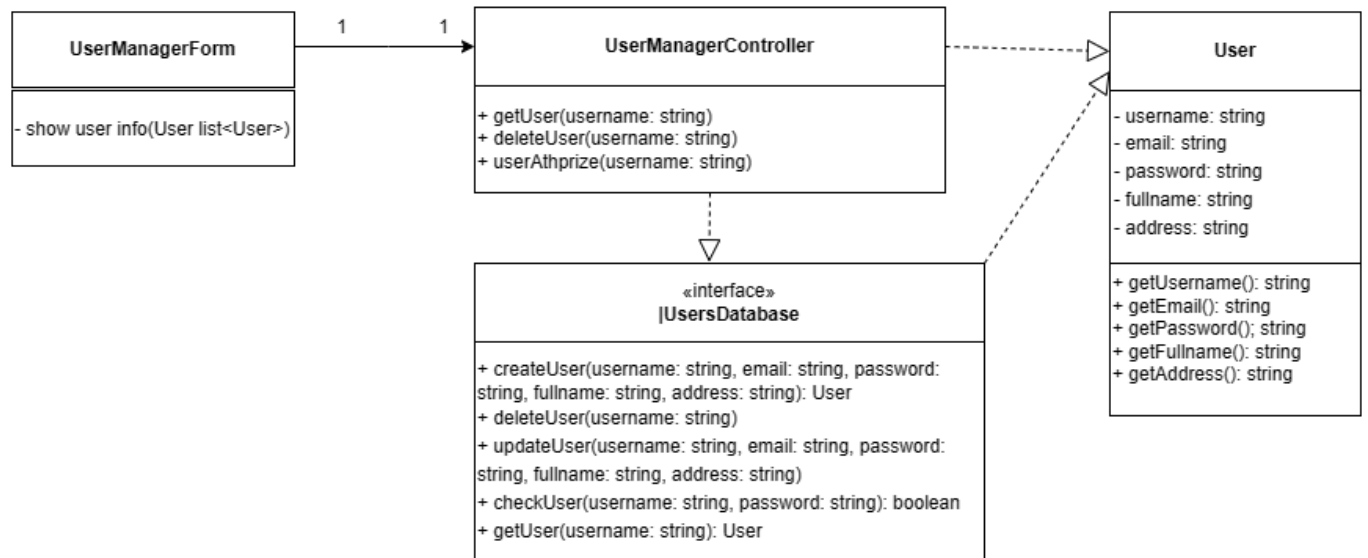 UserManagerForm
- show user info(User list<User>)
1
1
UserManagerController
+ getUser(username: string)
+ deleteUser(username: string)
+ userAthprize(username: string)
«interface»
|UsersDatabase
+ createUser(username: string, email: string, password:
string, fullname: string, address: string): User
+ deleteUser(username: string)
+ updateUser(username: string, email: string, password:
string, fullname: string, address: string)
+ checkUser(username: string, password: string): boolean
+ getUser(username: string): User
User
- username: string
- email: string
- password: string
- fullname: string
- address: string
+ getUsername(): string
+ getEmail(): string
+ getPassword(); string
+ getFullname(): string
+ getAddress(): string